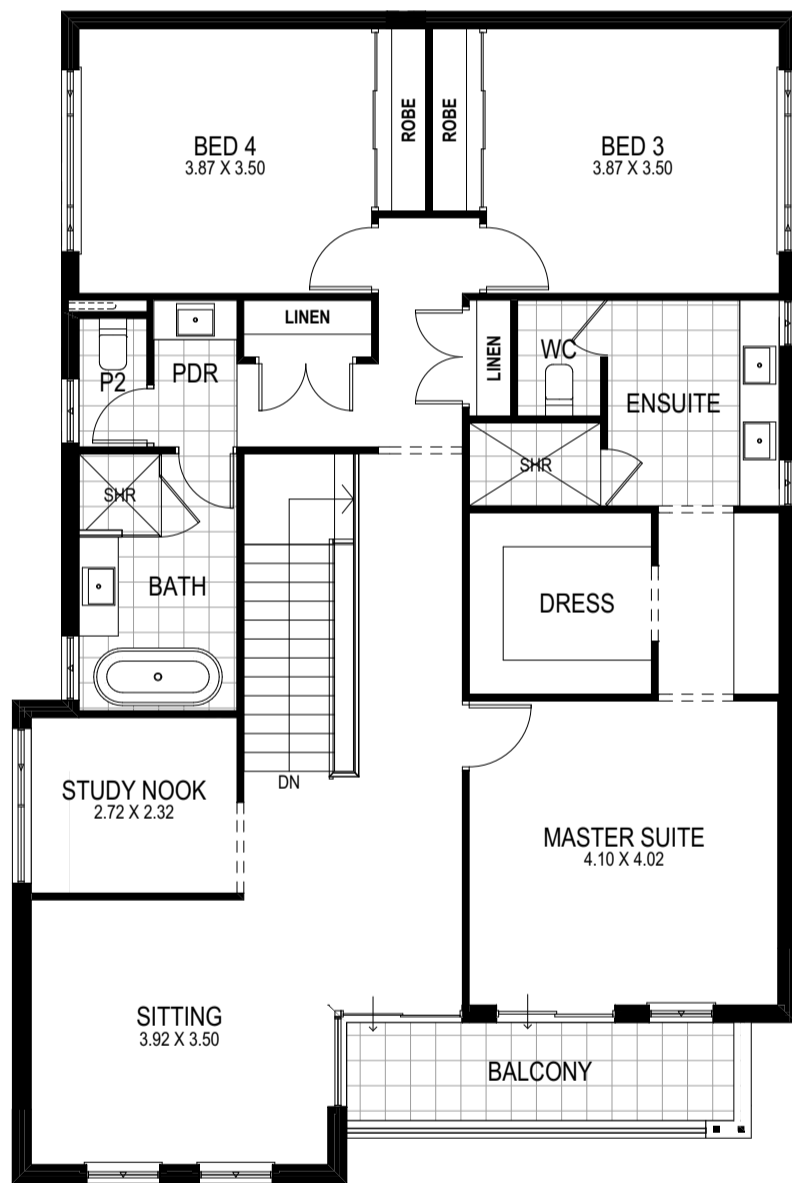 BED 4
3.87 X 3.50
ROBE
ROBE
BED 3
3.87 X 3.50
LINEN
P2
PDR
LINEN
WC
ENSUITE
SHR
SHR
BATH
DRESS
DN
STUDY NOOK
2.72 X 2.32
MASTER SUITE
4.10 X 4.02
SITTING
3.92 X 3.50
BALCONY